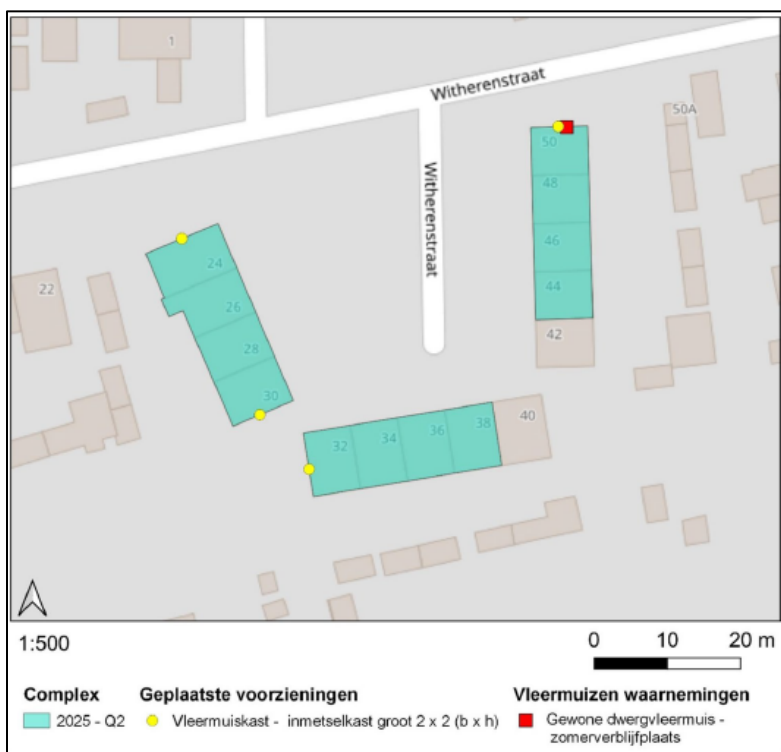 1
Witherenstraat
50A
50
48
Witherenstraat
46
24
44
22
26
42
28
30
40
38
36
34
32
1:500
0 10 20 m
Complex Geplaatste voorzieningen Vleermuizen waarnemingen
2025 - Q2 Vleermuiskast - inmetselkast groot 2 x 2 (b x h) Gewone dwergvleermuis -
zomerverblijfplaats